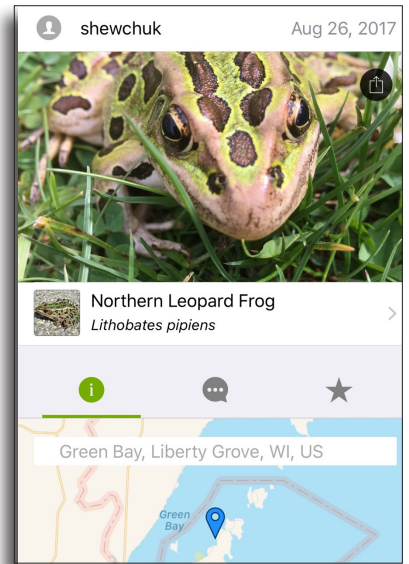 shewchuk Aug 26, 2017
Northern Leopard Frog
Lithobates pipiens
i
Green Bay, Liberty Grove, WI, US
Green
Bay